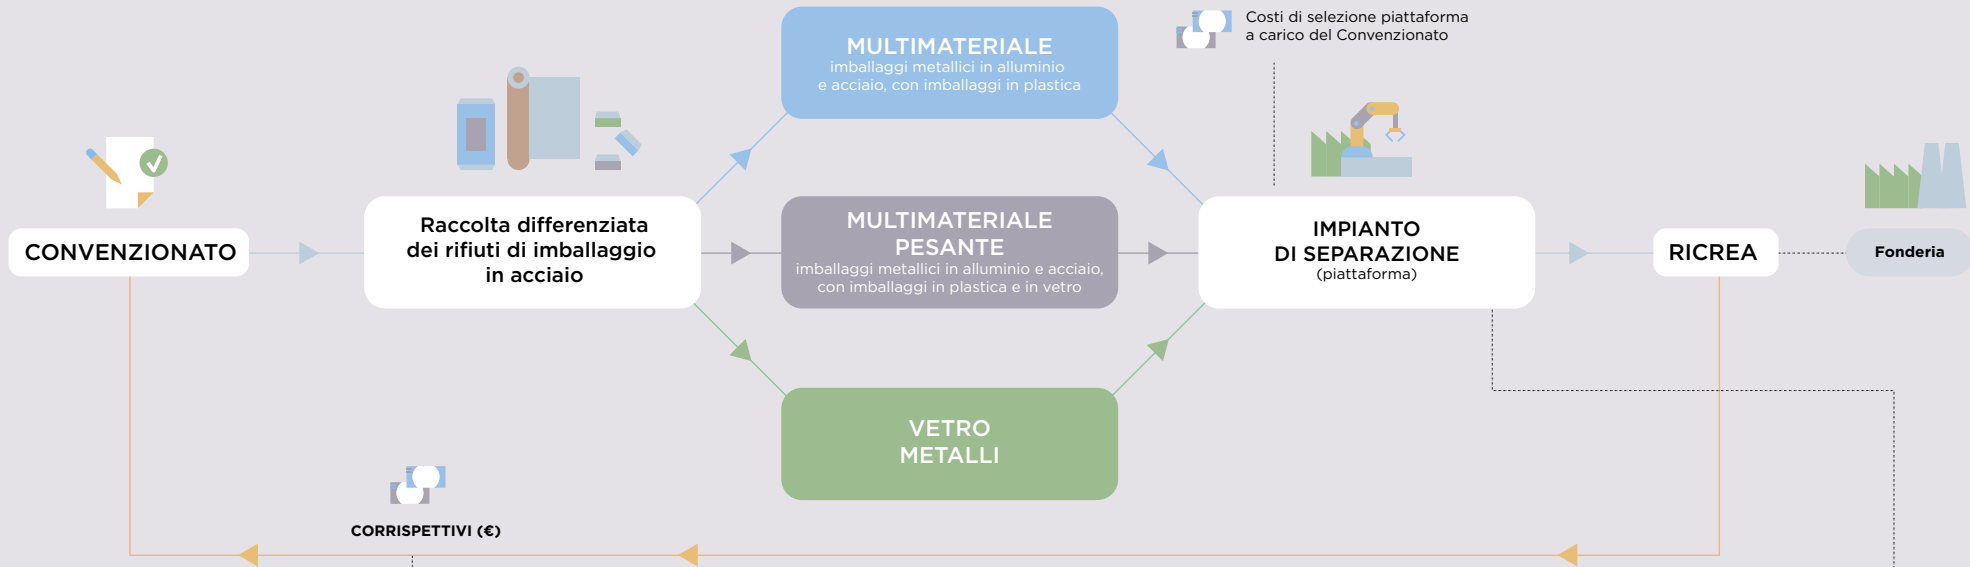 Costi di selezione piattaforma
a carico del Convenzionato
MULTIMATERIALE
imballaggi metallici in alluminio
e acciaio, con imballaggi in plastica
CONVENZIONATO
Raccolta differenziata
dei rifiuti di imballaggio
in acciaio
MULTIMATERIALE
PESANTE
imballaggi metallici in alluminio e acciaio,
con imballaggi in plastica e in vetro
IMPIANTO
DI SEPARAZIONE
(piattaforma)
RICREA
Fonderia
VETRO
METALLI
CORRISPETTIVI (€)